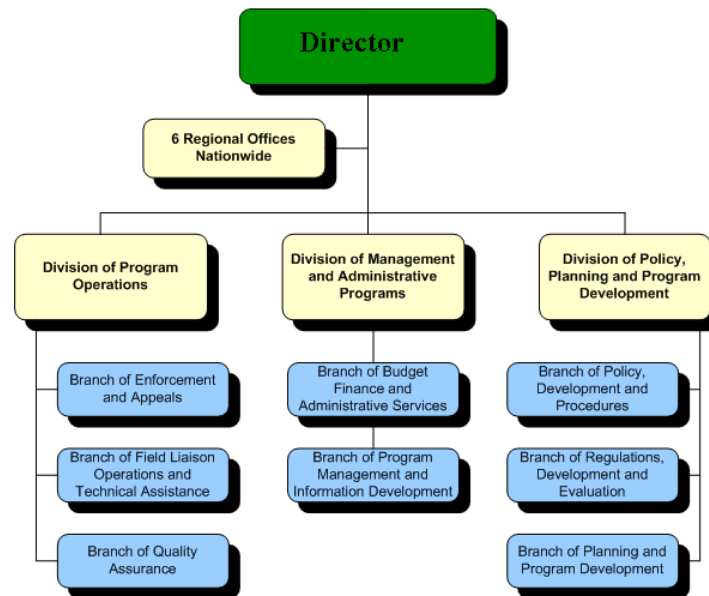 Director
6 Regional Offices
Nationwide
Division of Program
Operations
Division of Management
and Administrative
Programs
Division of Policy,
Planning and Program
Development
Branch of Enforcement
and Appeals
Branch of Budget
Finance and
Administrative Services
Branch of Policy,
Development and
Procedures
Branch of Field Liaison
Operations and
Technical Assistance
Branch of Program
Management and
Information Development
Branch of Regulations,
Development and
Evaluation
Branch of Quality
Assurance
Branch of Planning and
Program Development